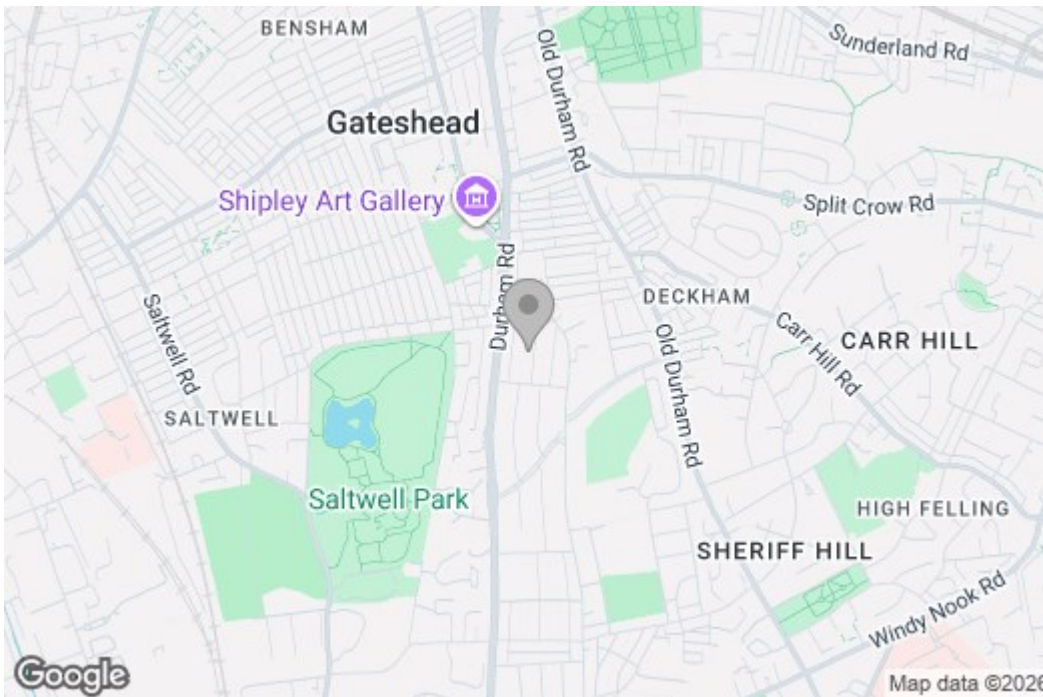 BENSHAM
Old Durham Rd
Sunderland Rd
Gateshead
Shipley Art Gallery
Split Crow Rd
Durham Rd
DECKHAM
Saltwell Rd
Old Durham Rd
Carr Hill Rd
CARR HILL
SALTWELL
Saltwell Park
HIGH FELLING
SHERIFF HILL
Windy Nook Rd
Google
Map data ©2026